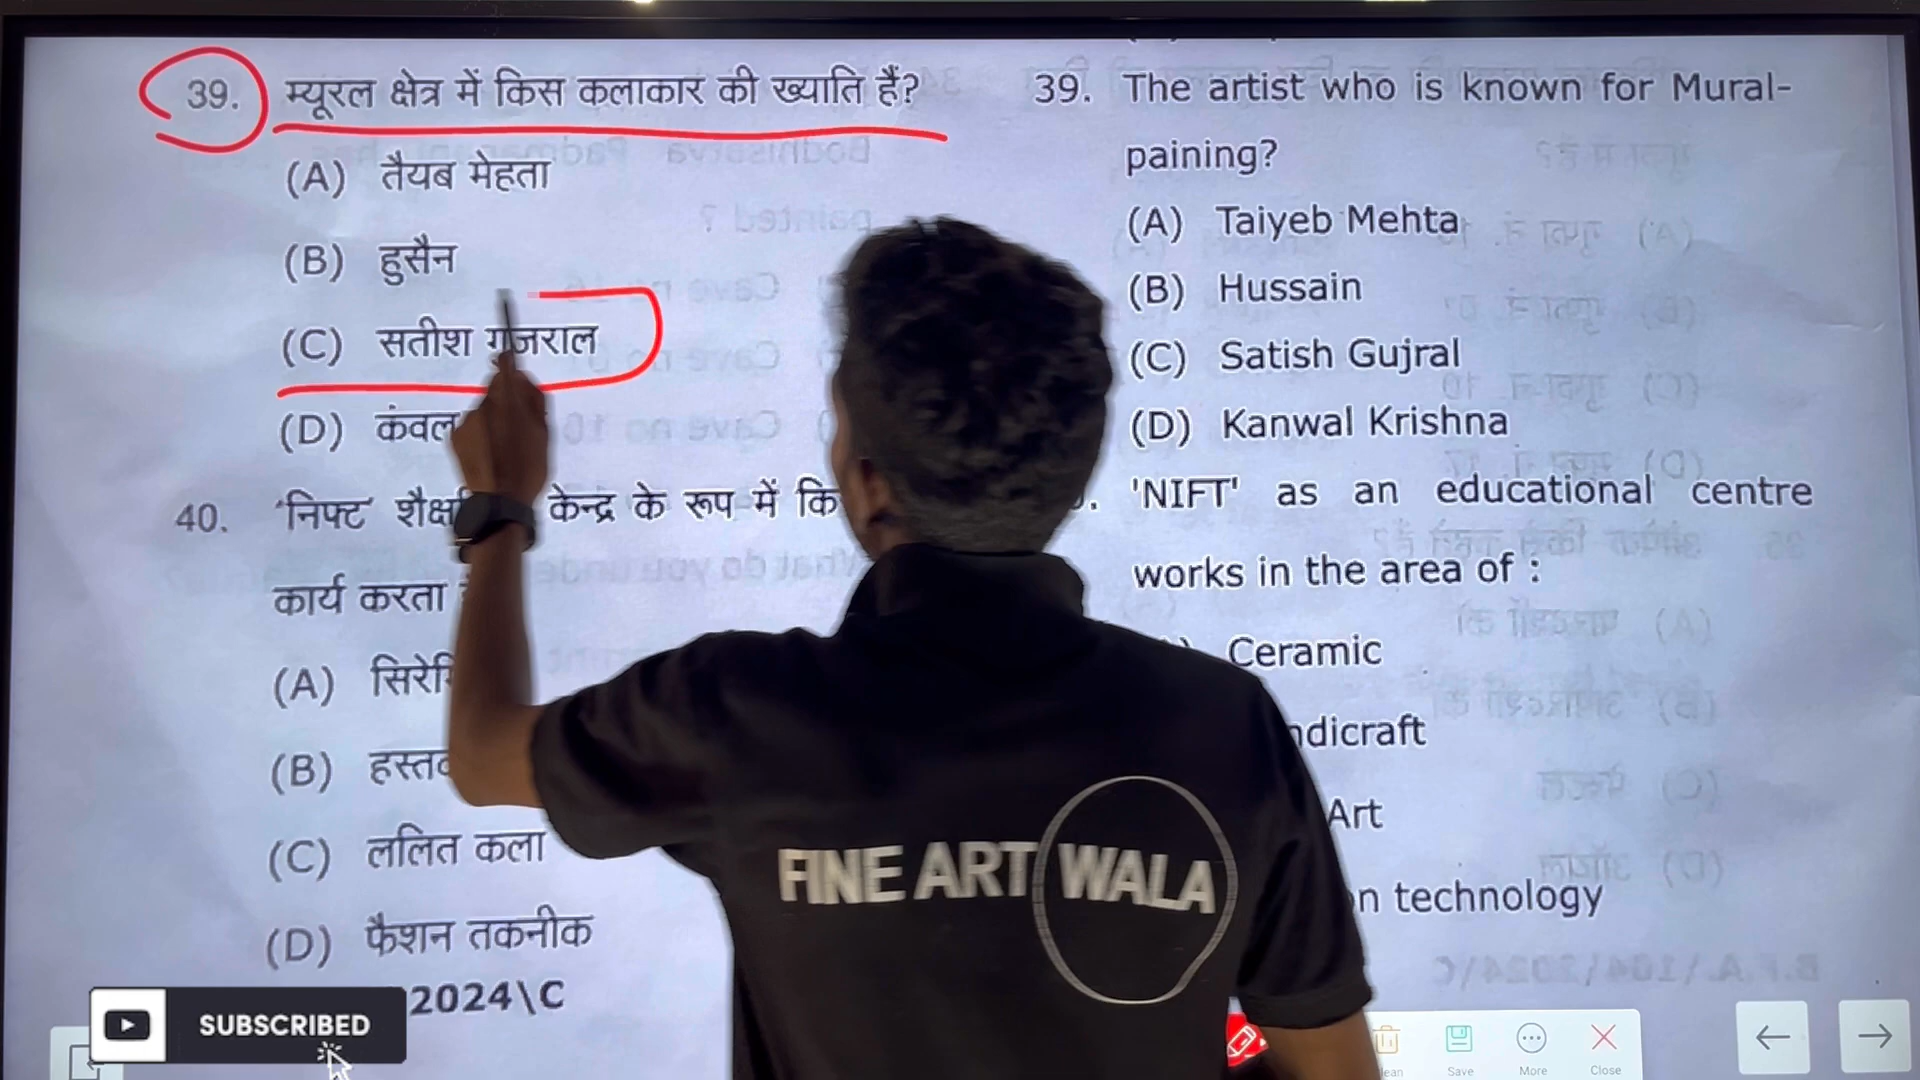 39. म्यूरल क्षेत्र में किस कलाकार की ख्याति हैं?
(A) तैयब मेहता
(B) हुसैन
(C) सतीश गुजराल
(D) कंवल
40. 'निफ्ट' शैक्ष केन्द्र के रूप में कि
कार्य करता
(A) सिरेमि
(B) हस्तक
(C) ललित कला
(D) फैशन तकनीक
2024\C
39. The artist who is known for Mural-
paining?
(A) Taiyeb Mehta
(B) Hussain
(C) Satish Gujral
(D) Kanwal Krishna
'NIFT' as an educational centre
works in the area of :
Ceramic
ndicraft
Art
n technology
FINE ART WALA
SUBSCRIBED
ean Save More Close